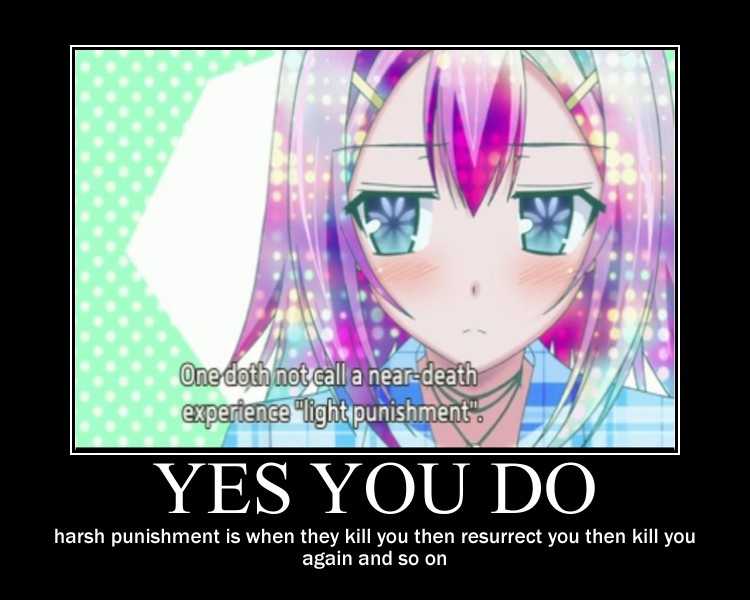 One doth not call a near-death
experience "light punishment".
YES YOU DO
harsh punishment is when they kill you then resurrect you then kill you
again and so on